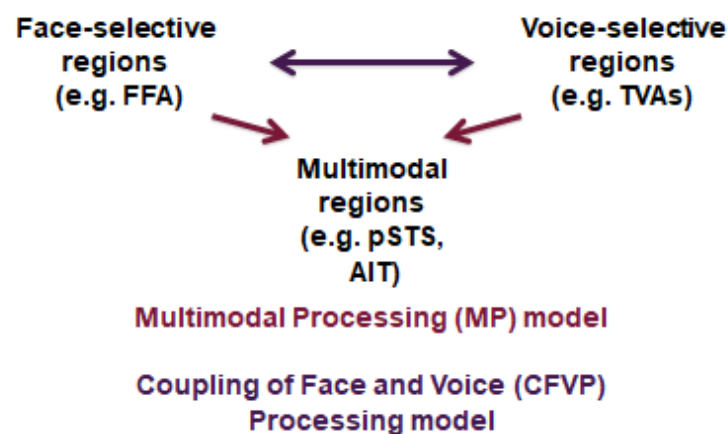 Face-selective
regions
(e.g. FFA)
Voice-selective
regions
(e.g. TVAs)
Multimodal
regions
(e.g. pSTS,
AIT)
Multimodal Processing (MP) model
Coupling of Face and Voice (CFVP)
Processing model